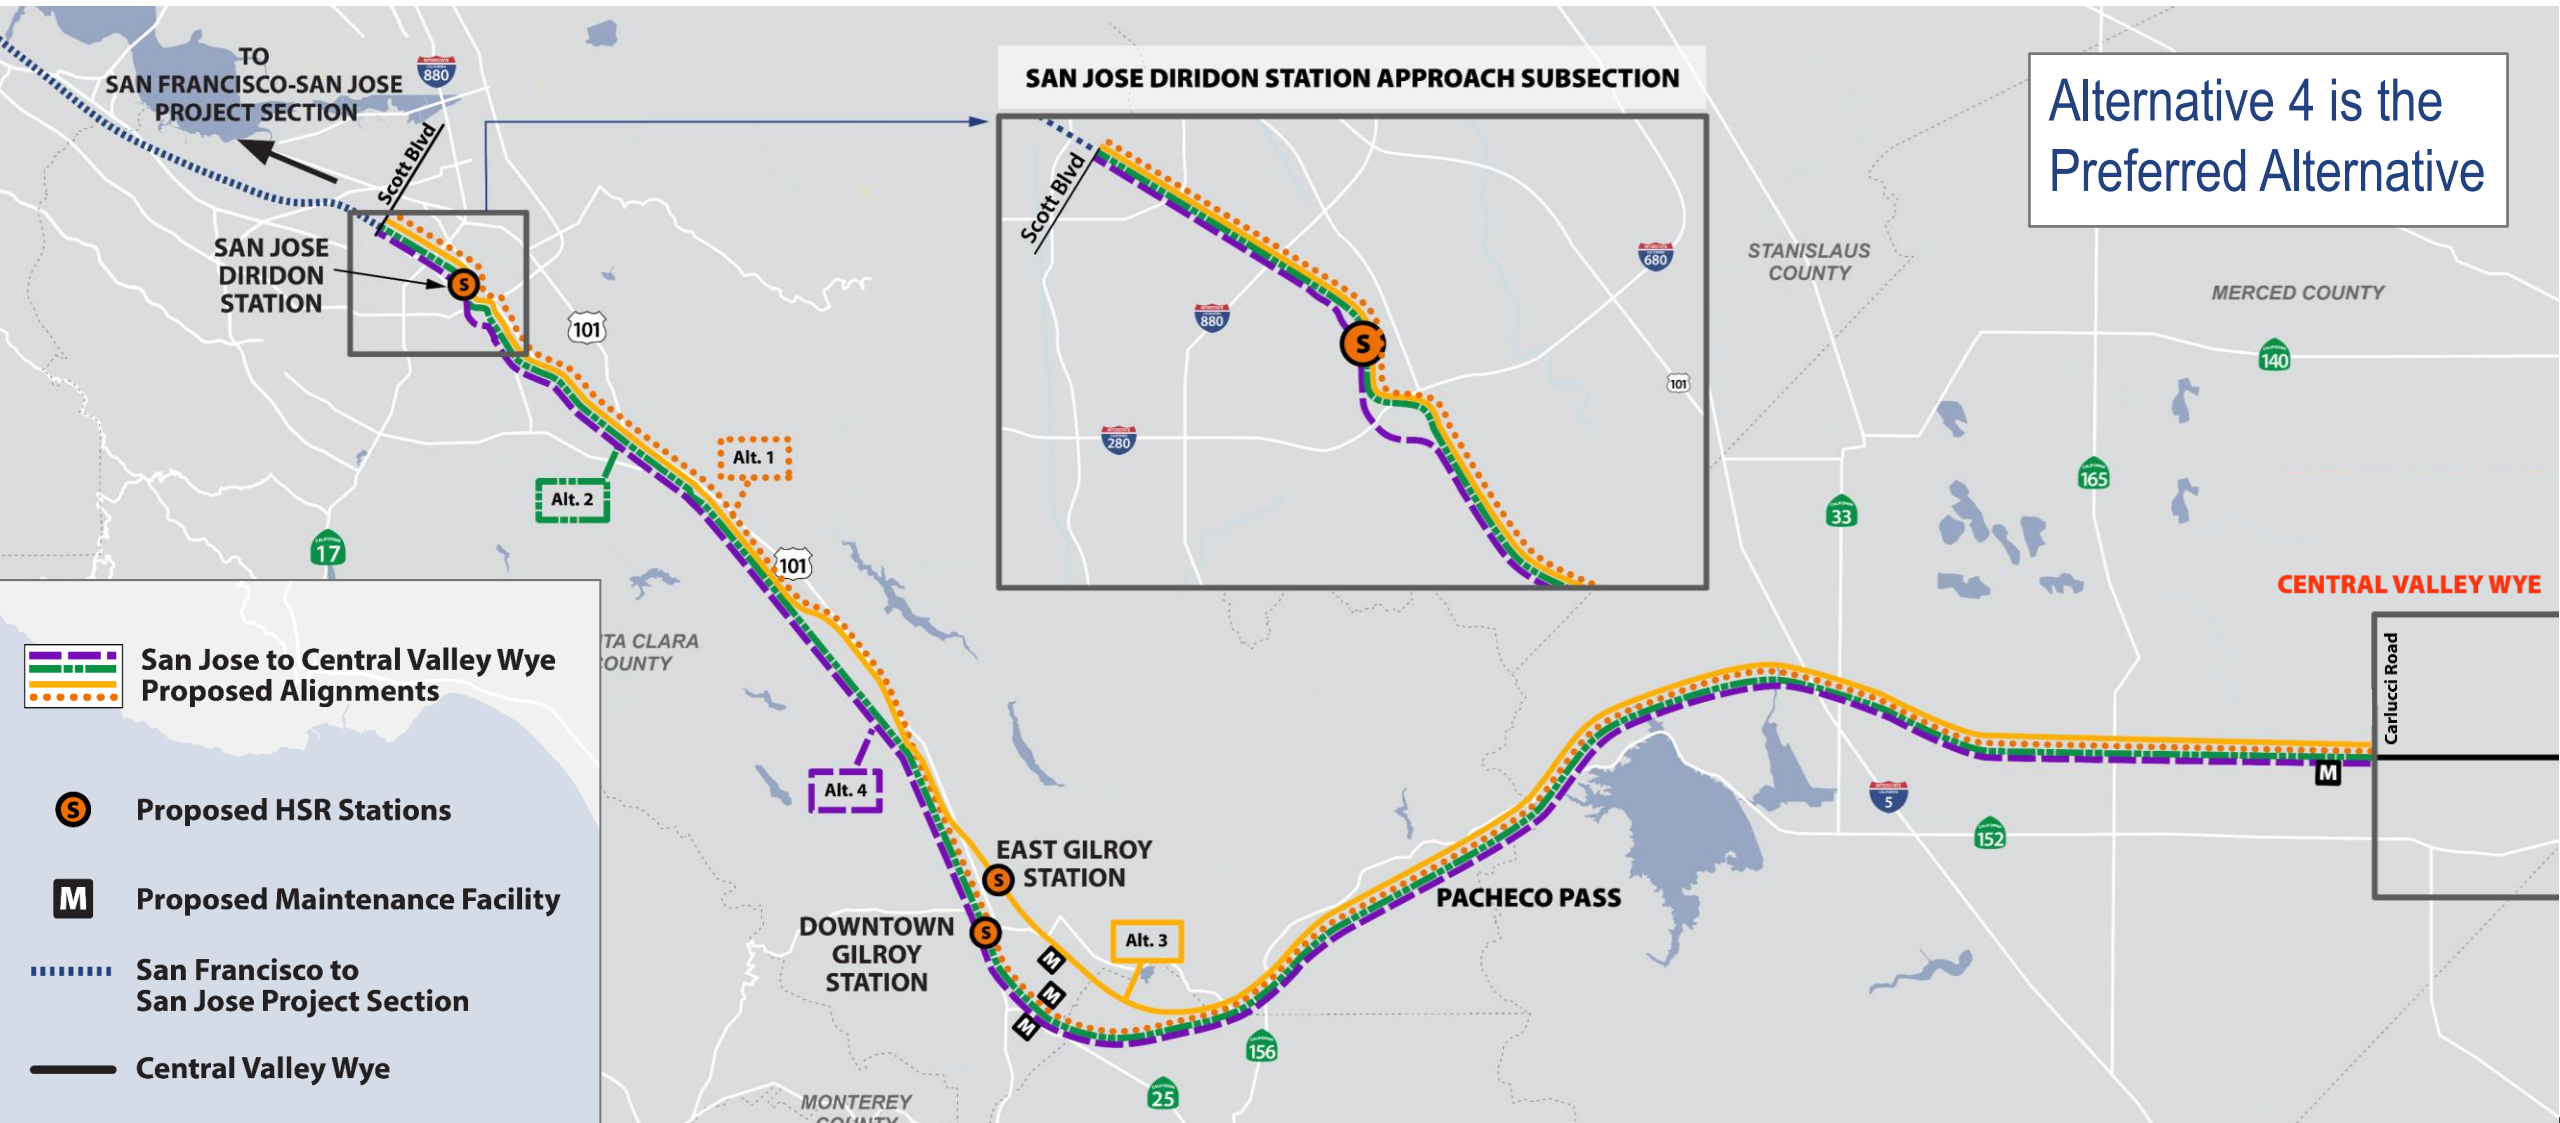 TO
SAN FRANCISCO-SAN JOSE
PROJECT SECTION
880
Scott Blvd
SAN JOSE
DIRIDON
STATION
101
SAN JOSE DIRIDON STATION APPROACH SUBSECTION
Scott Blvd
880
680
280
101
S
Alternative 4 is the
Preferred Alternative
STANISLAUS
COUNTY
MERCED COUNTY
140
165
33
S
Alt. 1
Alt. 2
17
101
TA CLARA
OUNTY
Alt. 4
CENTRAL VALLEY WYE
Carlucci Road
M
5
152
EAST GILROY
STATION
S
DOWNTOWN
GILROY
STATION
S
M
M
M
Alt. 3
PACHECO PASS
156
25
MONTEREY
COUNTY
San Jose to Central Valley Wye
Proposed Alignments
S
Proposed HSR Stations
M
Proposed Maintenance Facility
San Francisco to
San Jose Project Section
Central Valley Wye